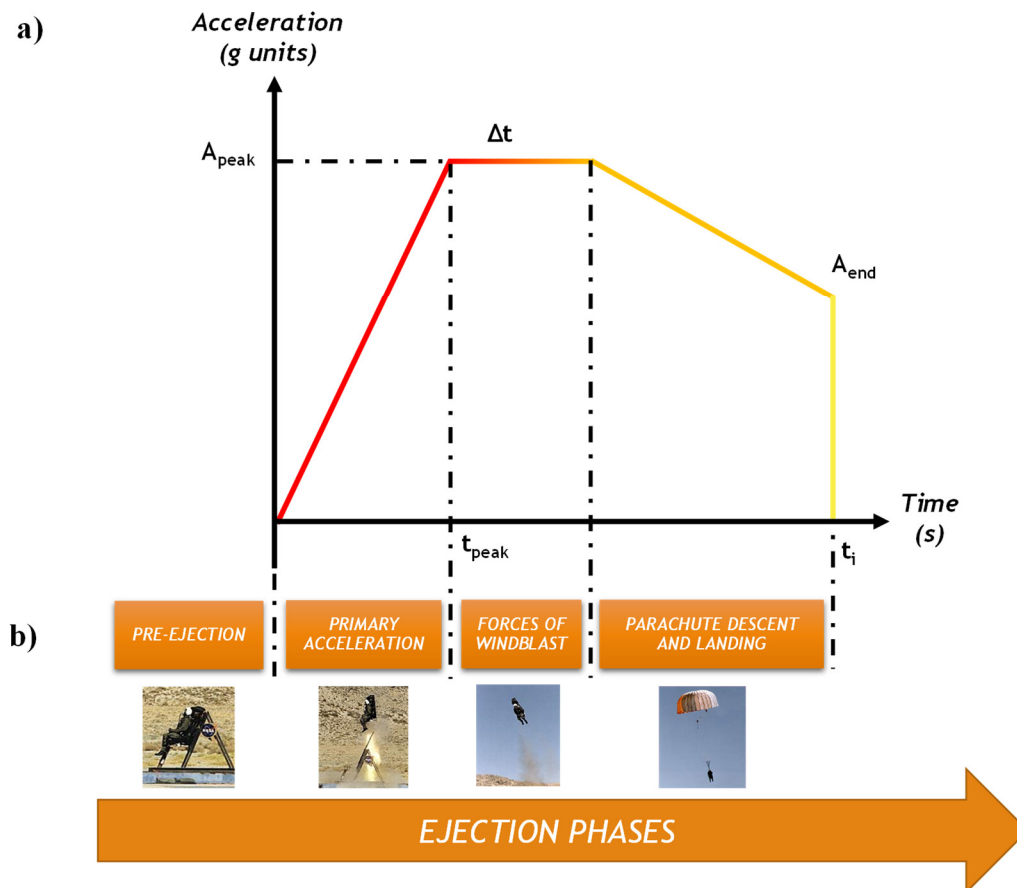 a)
Acceleration
(g units)
Δt
A_peak
A_end
Time
(s)
t_peak
t_i
b)
PRE-EJECTION
PRIMARY
ACCELERATION
FORCES OF
WINDBLAST
PARACHUTE DESCENT
AND LANDING
NASA
EJECTION PHASES